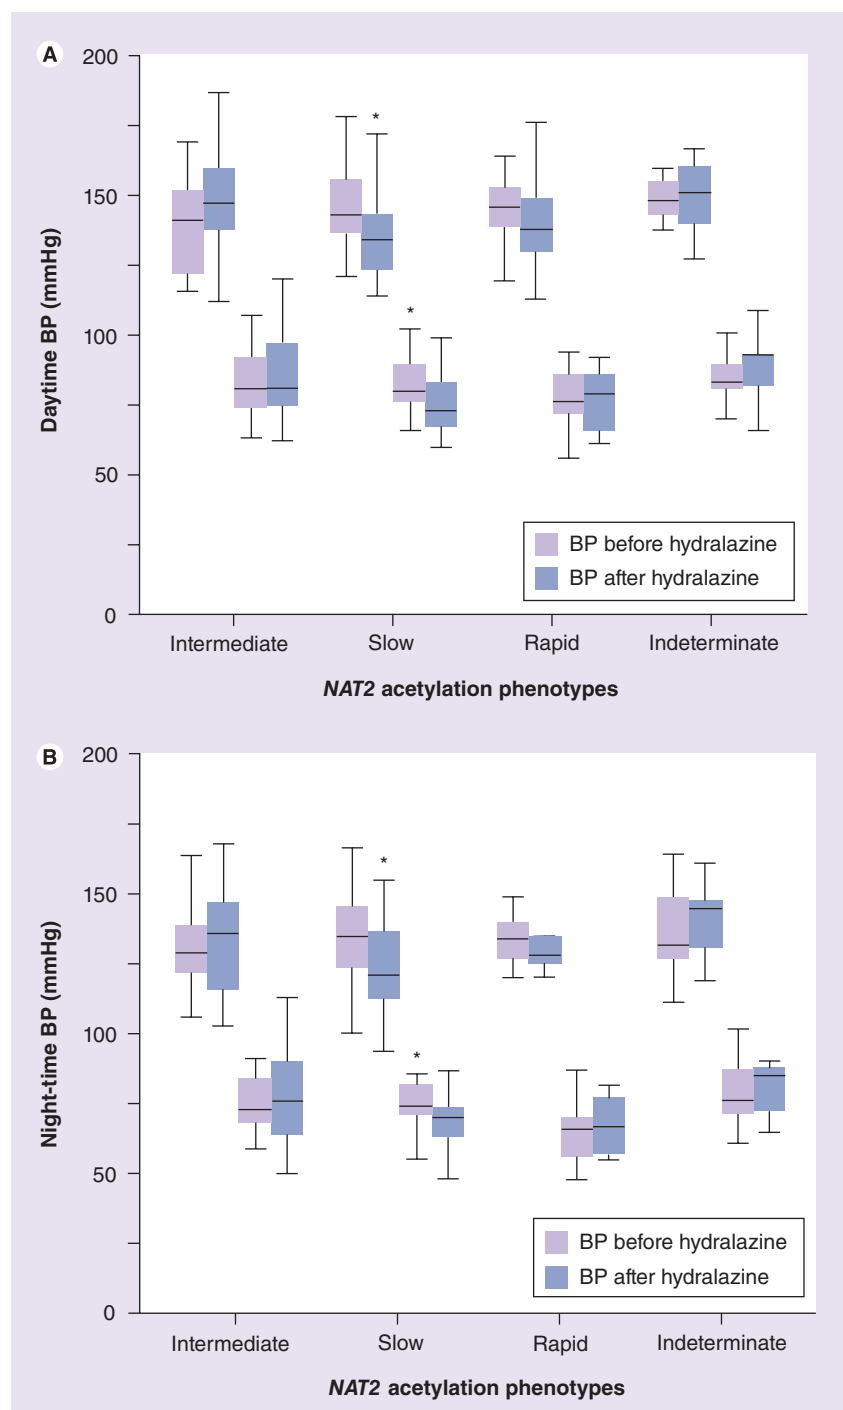 A
200
*
150
*
100
50
0
Daytime BP (mmHg)
BP before hydralazine
BP after hydralazine
Intermediate Slow Rapid Indeterminate
NAT2 acetylation phenotypes
B
200
*
150
*
100
50
0
Night-time BP (mmHg)
BP before hydralazine
BP after hydralazine
Intermediate Slow Rapid Indeterminate
NAT2 acetylation phenotypes